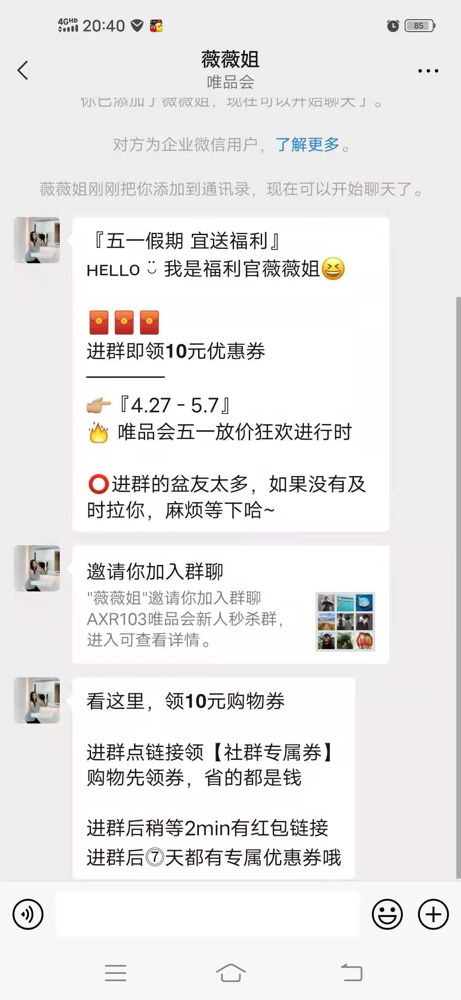 4GHD 20:40 85
薇薇姐
唯品会
你已添加了薇薇姐，现在可以开始聊天了。
对方为企业微信用户，了解更多。
薇薇姐刚刚把你添加到通讯录，现在可以开始聊天了。
『五一假期 宜送福利』
ʜᴇʟʟᴏ ¨̮ 我是福利官薇薇姐😆
🧧🧧🧧
进群即领10元优惠券
————
👉🏼『4.27 - 5.7』
🔥 唯品会五一放价狂欢进行时
⭕进群的盆友太多，如果没有及
时拉你，麻烦等下哈~
邀请你加入群聊
"薇薇姐"邀请你加入群聊
AXR103唯品会新人秒杀群，
进入可查看详情。
看这里，领10元购物券
进群点链接领【社群专属券】
购物先领券，省的都是钱
进群后稍等2min有红包链接
进群后⑦天都有专属优惠券哦